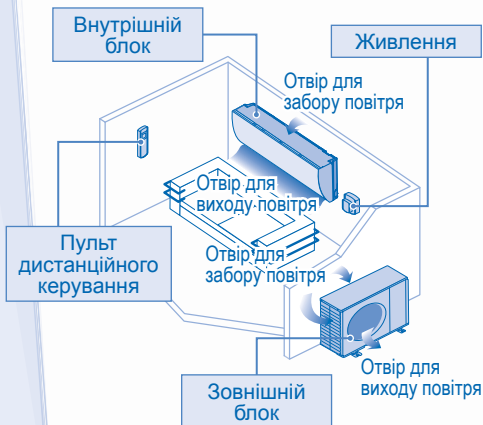 Внутрішній
блок
Живлення
Отвір для
забору повітря
Отвір для
виходу повітря
Пульт
дистанційного
керування
Отвір для
забору повітря
Отвір для
виходу повітря
Зовнішній
блок